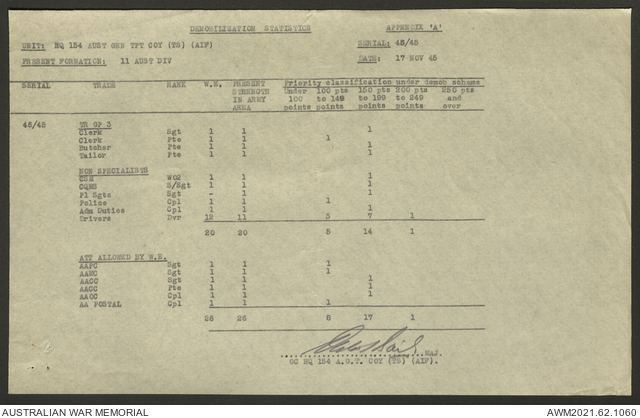 DEMOBILIZATION STATISTICS APPENDIX 'A'
UNIT: HQ 154 AUST GEN TPT COY (TS) (AIF) SERIAL: 46/45
PRESENT FORMATION: 11 AUST DIV DATE: 17 NOV 45
SERIAL TRADE RANK W.E. PRESENT STRENGTH IN ARMY AREA Priority classification under demob scheme
Under 100 points 100 pts to 149 points 150 pts to 199 points 200 pts to 249 points 250 pts and over
46/45 TR GP 3
Clerk Sgt 1 1 1
Clerk Pte 1 1 1
Butcher Pte 1 1 1
Tailor Pte 1 1 1
NON SPECIALISTS
CSM WO2 1 1 1
CQMS S/Sgt 1 1 1
Pl Sgts Sgt - 1 1
Police Cpl 1 1 1
Adm Duties Cpl 1 1 1
Drivers Dvr 12 11 3 7 1
20 20 5 14 1
ATT ALLOWED BY W.E.
AAPC Sgt 1 1 1
AAMC Sgt 1 1 1
AACC Sgt 1 1 1
AACC Pte 1 1 1
AAOC Cpl 1 1 1
AA POSTAL Cpl 1 1 1
26 26 8 17 1
MAJ.
OC HQ 154 A.G.T. COY (TS) (AIF).
AUSTRALIAN WAR MEMORIAL AWM2021.62.1060